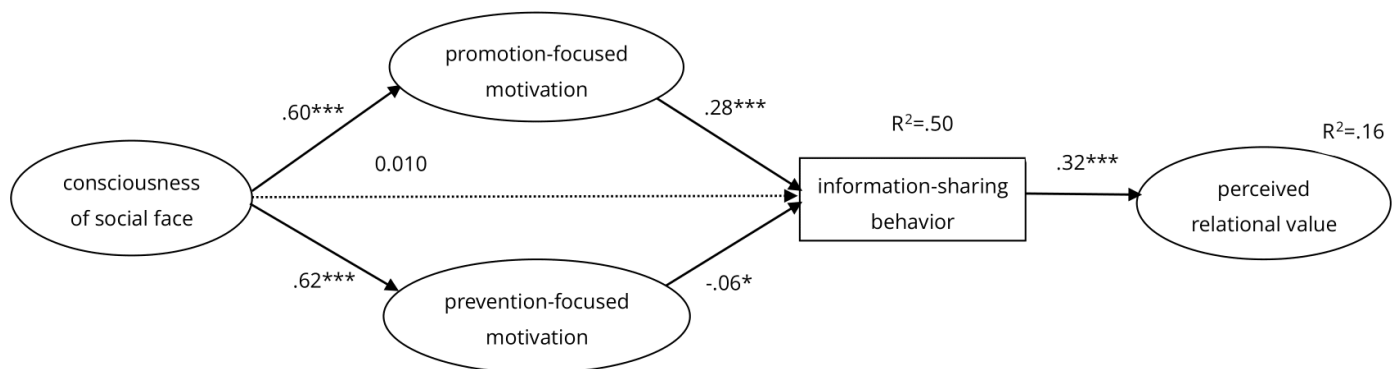 promotion-focused
motivation
.60***
.28***
R²=.50
R²=.16
0.010
.32***
consciousness
of social face
information-sharing
behavior
perceived
relational value
.62***
-.06*
prevention-focused
motivation